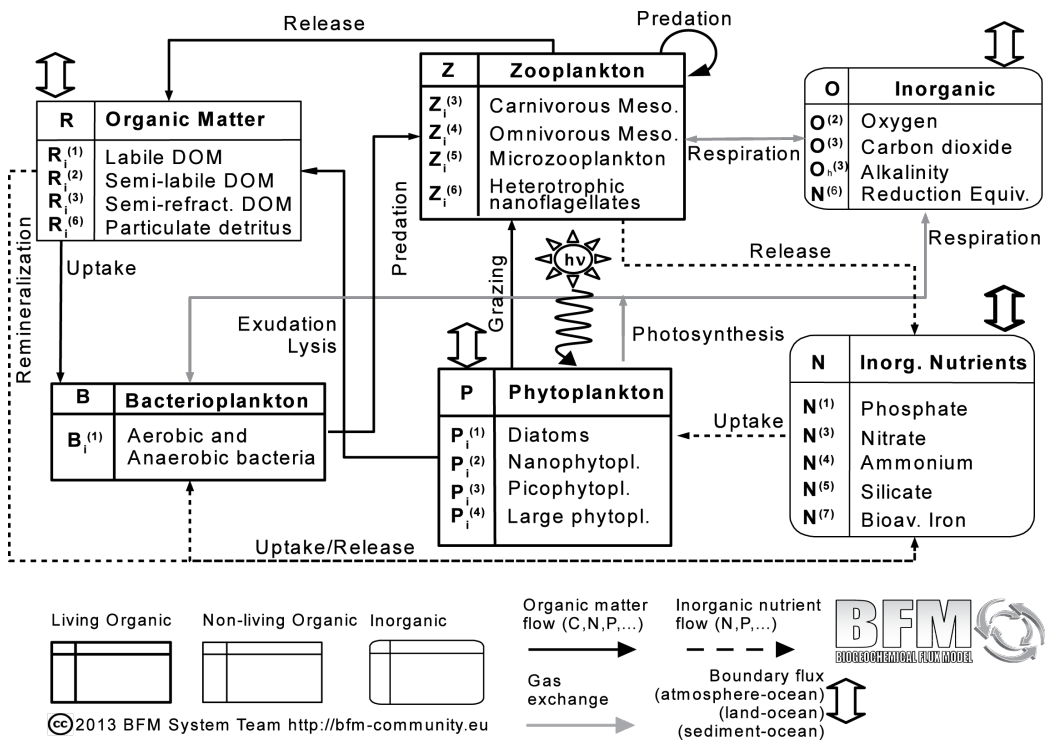 Release
Predation
Z Zooplankton
Z i (3) Carnivorous Meso.
Z i (4) Omnivorous Meso.
Z i (5) Microzooplankton
Z i (6) Heterotrophic
nanoflagellates
O Inorganic
O(2) Oxygen
O(3) Carbon dioxide
O h (3) Alkalinity
N(6) Reduction Equiv.
R Organic Matter
R i (1) Labile DOM
R i (2) Semi-labile DOM
R i (3) Semi-refract. DOM
R i (6) Particulate detritus
Respiration
Respiration
Release
Remineralization
Uptake
Predation
Grazing
hν
Exudation
Lysis
Photosynthesis
B Bacterioplankton
B i (1) Aerobic and
Anaerobic bacteria
P Phytoplankton
P i (1) Diatoms
P i (2) Nanophytopl.
P i (3) Picophytopl.
P i (4) Large phytopl.
Uptake
N Inorg. Nutrients
N(1) Phosphate
N(3) Nitrate
N(4) Ammonium
N(5) Silicate
N(7) Bioav. Iron
Uptake/Release
Living Organic
Non-living Organic
Inorganic
Organic matter
flow (C,N,P,...)
Inorganic nutrient
flow (N,P,...)
Gas
exchange
Boundary flux
(atmosphere-ocean)
(land-ocean)
(sediment-ocean)
BFM
BIOGEOCHEMICAL FLUX MODEL
cc 2013 BFM System Team http://bfm-community.eu